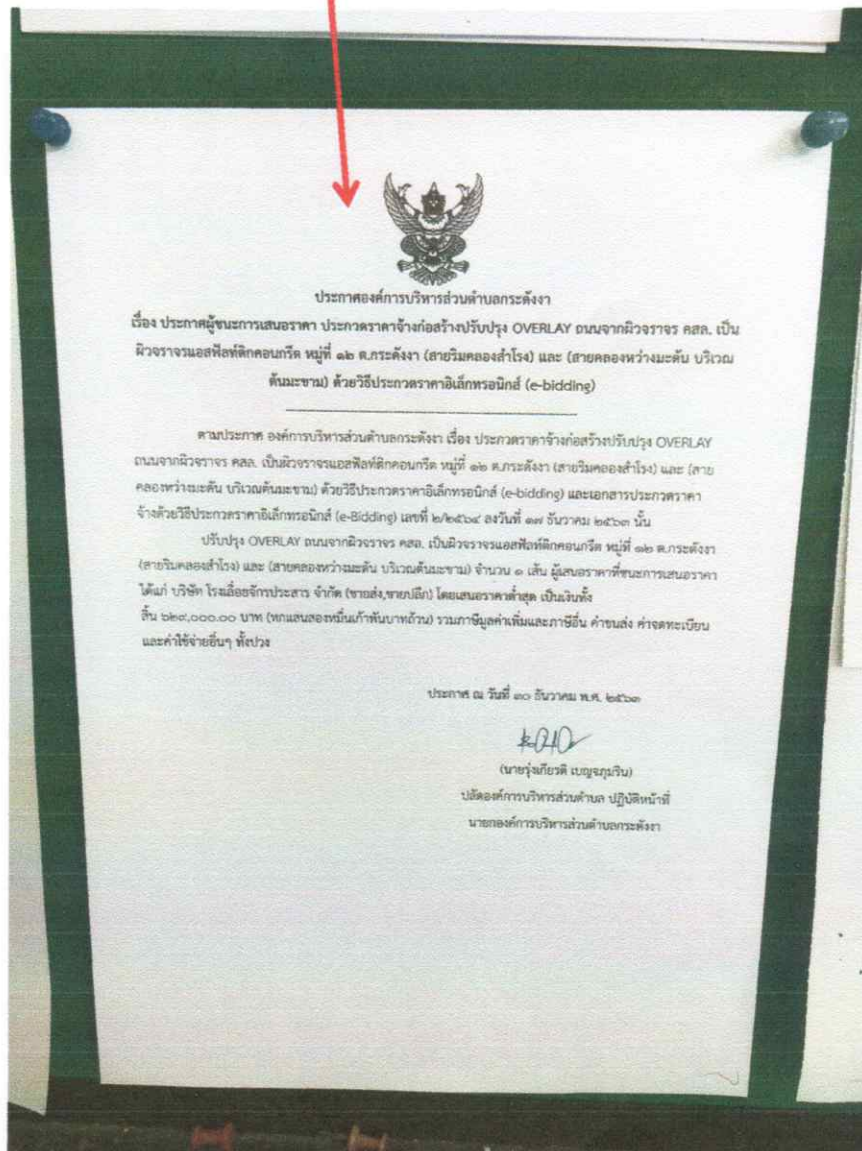 ประกาศองค์การบริหารส่วนตำบลกระดังงา
เรื่อง ประกาศผู้ชนะการเสนอราคา ประกวดราคาจ้างก่อสร้างปรับปรุง OVERLAY ถนนจากผิวจราจร คสล. เป็น
ผิวจราจรแอสฟัลท์ติกคอนกรีต หมู่ที่ ๑๒ ต.กระดังงา (สายริมคลองสำโรง) และ (สายคลองหว่างมะดัน บริเวณ
ต้นมะขาม) ด้วยวิธีประกวดราคาอิเล็กทรอนิกส์ (e-bidding)
ตามประกาศ องค์การบริหารส่วนตำบลกระดังงา เรื่อง ประกวดราคาจ้างก่อสร้างปรับปรุง OVERLAY
ถนนจากผิวจราจร คสล. เป็นผิวจราจรแอสฟัลท์ติกคอนกรีต หมู่ที่ ๑๒ ต.กระดังงา (สายริมคลองสำโรง) และ (สาย
คลองหว่างมะดัน บริเวณต้นมะขาม) ด้วยวิธีประกวดราคาอิเล็กทรอนิกส์ (e-bidding) และเอกสารประกวดราคา
จ้างด้วยวิธีประกวดราคาอิเล็กทรอนิกส์ (e-Bidding) เลขที่ ๒/๒๕๖๔ ลงวันที่ ๑๗ ธันวาคม ๒๕๖๓ นั้น
ปรับปรุง OVERLAY ถนนจากผิวจราจร คสล. เป็นผิวจราจรแอสฟัลท์ติกคอนกรีต หมู่ที่ ๑๒ ต.กระดังงา
(สายริมคลองสำโรง) และ (สายคลองหว่างมะดัน บริเวณต้นมะขาม) จำนวน ๑ เส้น ผู้เสนอราคาที่ชนะการเสนอราคา
ได้แก่ บริษัท โรงเลื่อยจักรประสาร จำกัด (ขายส่ง,ขายปลีก) โดยเสนอราคาต่ำสุด เป็นเงินทั้ง
สิ้น ๖๒๙,๐๐๐.๐๐ บาท (หกแสนสองหมื่นเก้าพันบาทถ้วน) รวมภาษีมูลค่าเพิ่มและภาษีอื่น ค่าขนส่ง ค่าจดทะเบียน
และค่าใช้จ่ายอื่นๆ ทั้งปวง
ประกาศ ณ วันที่ ๓๐ ธันวาคม พ.ศ. ๒๕๖๓
(นายรุ่งเกียรติ เบญจภุมริน)
ปลัดองค์การบริหารส่วนตำบล ปฏิบัติหน้าที่
นายกองค์การบริหารส่วนตำบลกระดังงา